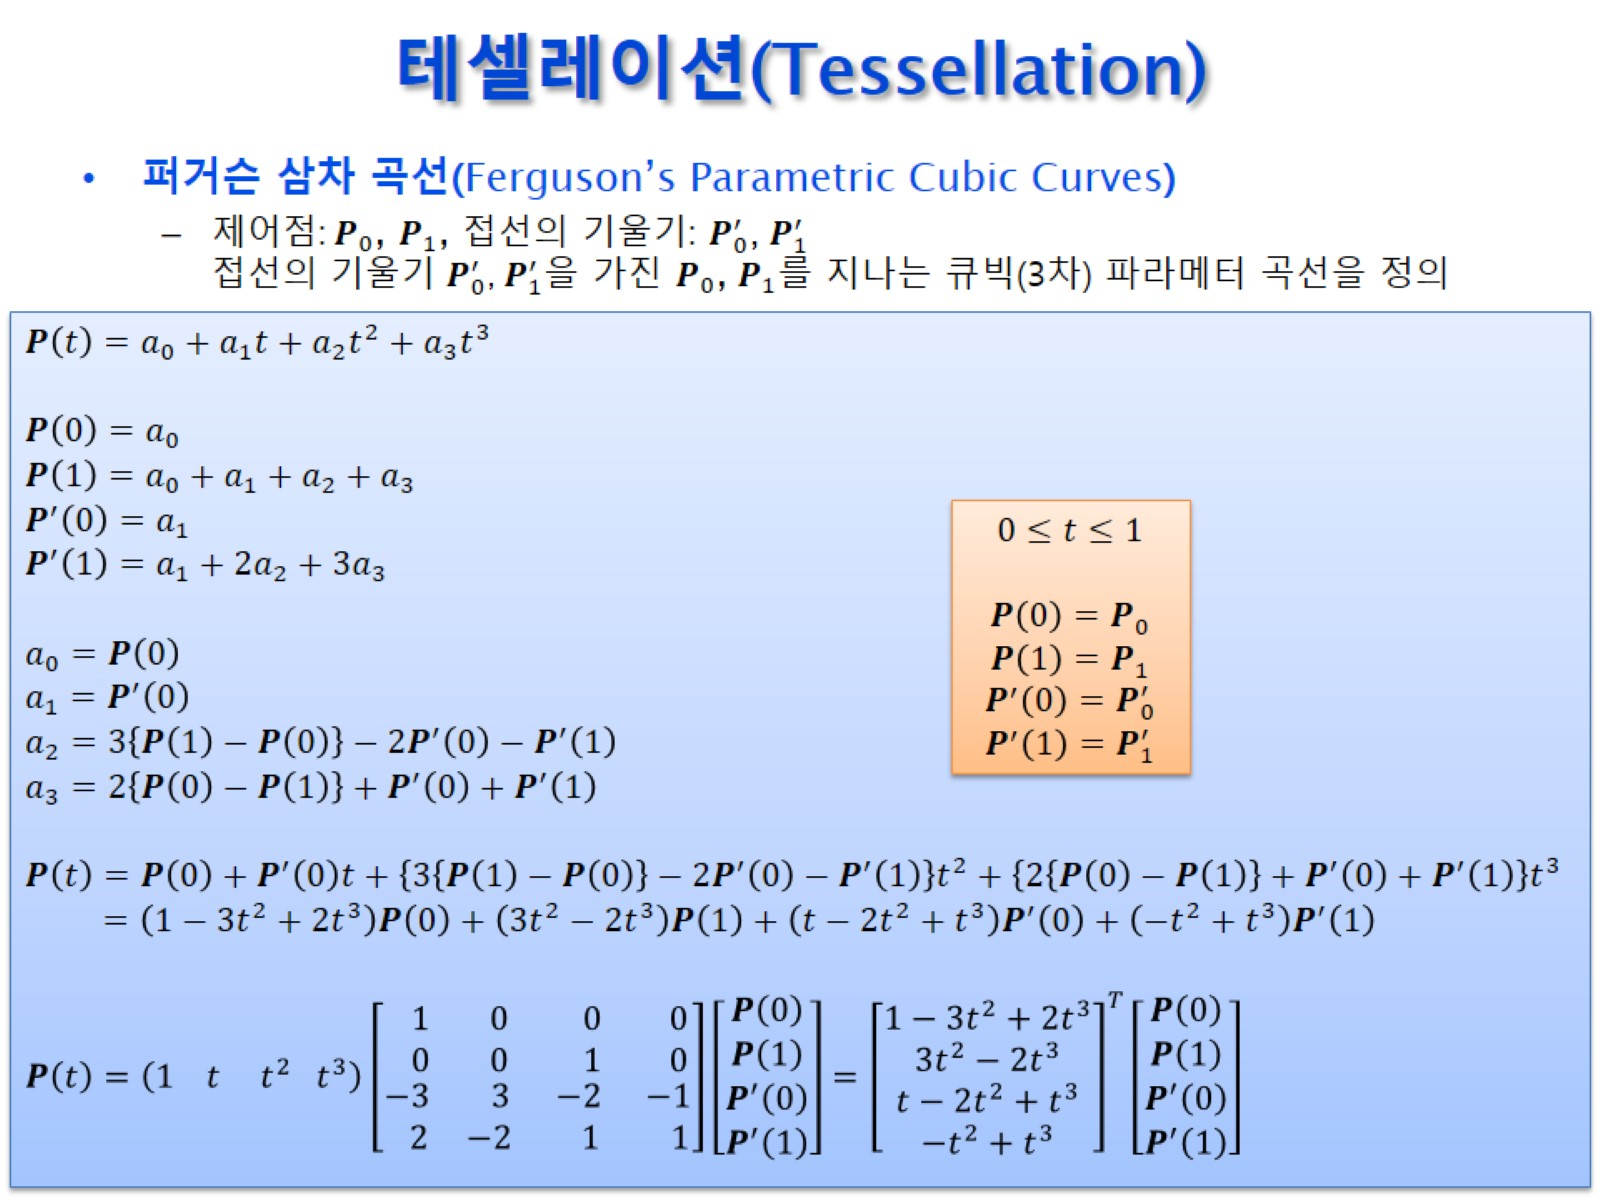 테셀레이션(Tessellation)
• 퍼거슨 삼차 곡선(Ferguson’s Parametric Cubic Curves)
– 제어점: P₀, P₁, 접선의 기울기: P′₀, P′₁
접선의 기울기 P′₀, P′₁을 가진 P₀, P₁를 지나는 큐빅(3차) 파라메터 곡선을 정의
P(t) = a₀ + a₁t + a₂t² + a₃t³
P(0) = a₀
P(1) = a₀ + a₁ + a₂ + a₃
P′(0) = a₁
P′(1) = a₁ + 2a₂ + 3a₃
a₀ = P(0)
a₁ = P′(0)
a₂ = 3{P(1) − P(0)} − 2P′(0) − P′(1)
a₃ = 2{P(0) − P(1)} + P′(0) + P′(1)
0 ≤ t ≤ 1
P(0) = P₀
P(1) = P₁
P′(0) = P′₀
P′(1) = P′₁
P(t) = P(0) + P′(0)t + {3{P(1) − P(0)} − 2P′(0) − P′(1)}t² + {2{P(0) − P(1)} + P′(0) + P′(1)}t³
= (1 − 3t² + 2t³)P(0) + (3t² − 2t³)P(1) + (t − 2t² + t³)P′(0) + (−t² + t³)P′(1)
P(t) = (1 t t² t³) [1 0 0 0; 0 0 1 0; −3 3 −2 −1; 2 −2 1 1] [P(0); P(1); P′(0); P′(1)] = [1 − 3t² + 2t³; 3t² − 2t³; t − 2t² + t³; −t² + t³]ᵀ [P(0); P(1); P′(0); P′(1)]